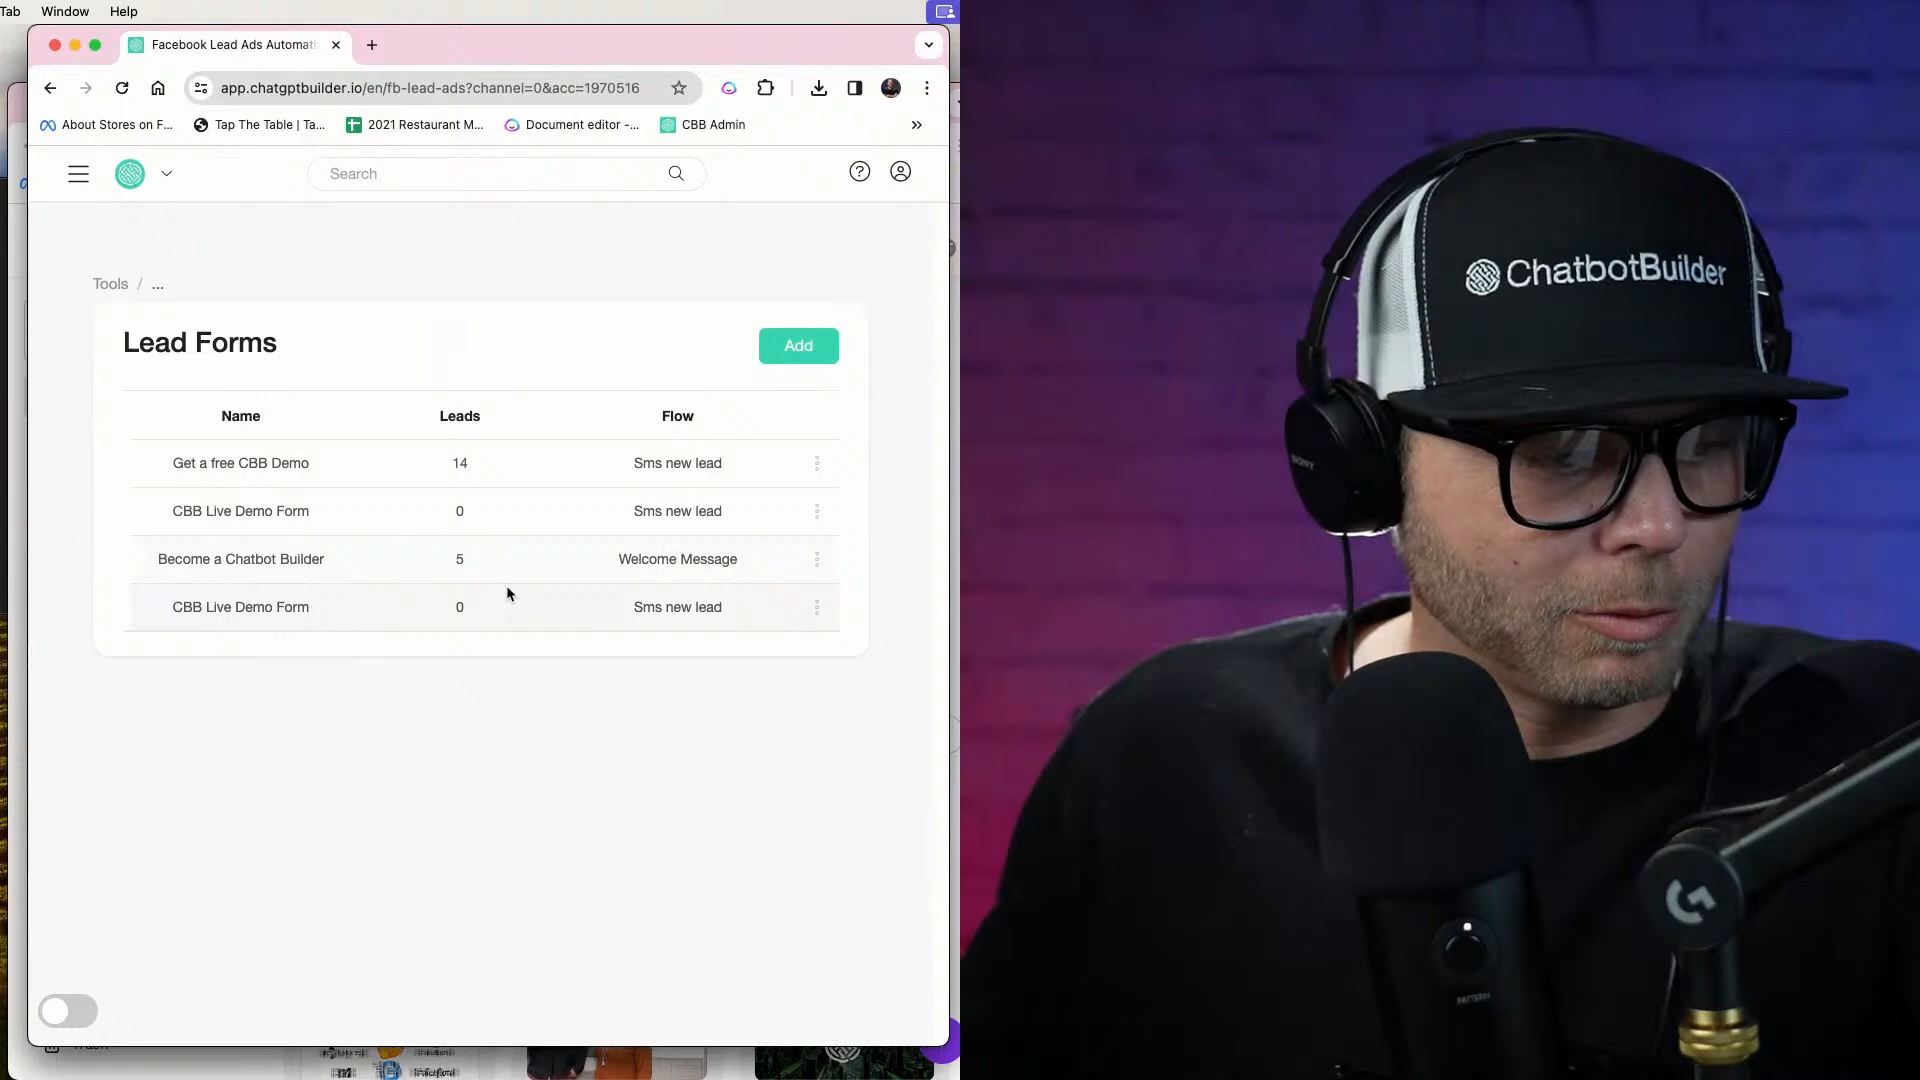 Tab Window Help
Facebook Lead Ads Automati
app.chatgptbuilder.io/en/fb-lead-ads?channel=0&acc=1970516
About Stores on F... Tap The Table | Ta... 2021 Restaurant M... Document editor -... CBB Admin »
Search
Tools / ...
Lead Forms
Add
Name Leads Flow
Get a free CBB Demo 14 Sms new lead
CBB Live Demo Form 0 Sms new lead
Become a Chatbot Builder 5 Welcome Message
CBB Live Demo Form 0 Sms new lead
ChatbotBuilder
SONY
PATTERN